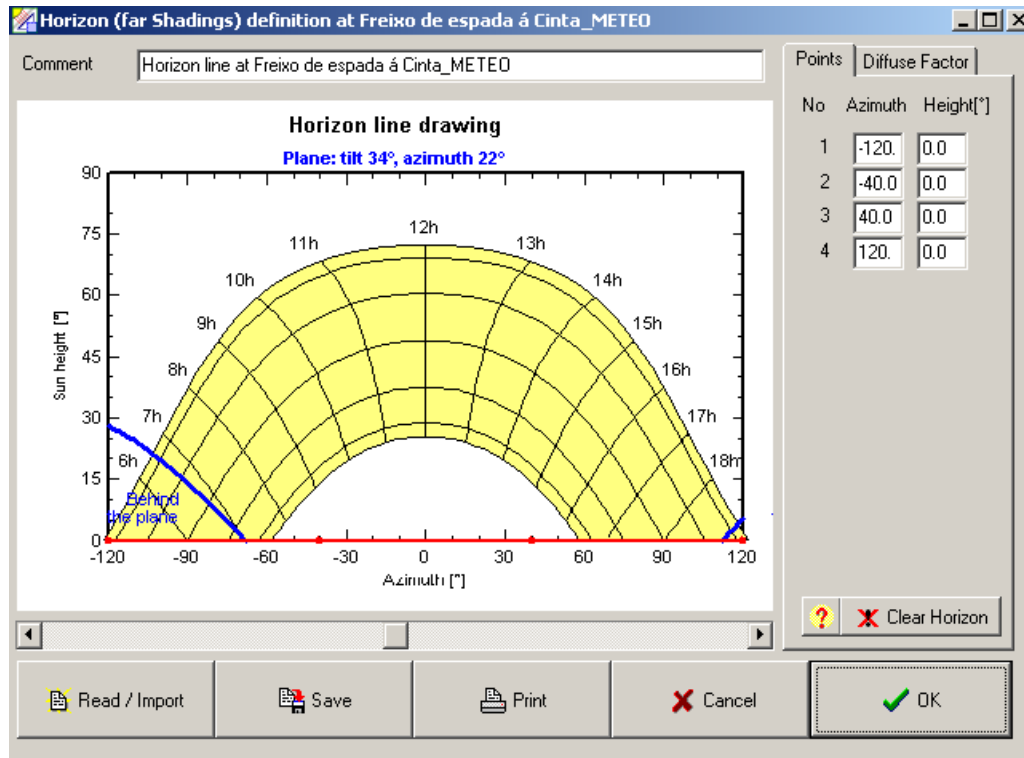 Horizon (far Shadings) definition at Freixo de espada á Cinta_METEO
Comment
Horizon line at Freixo de espada á Cinta_METEO
Points
Diffuse Factor
No Azimuth Height[°]
1 -120. 0.0
2 -40.0 0.0
3 40.0 0.0
4 120. 0.0
Horizon line drawing
Plane: tilt 34°, azimuth 22°
90
75
60
45
30
15
0
Sun height [°]
6h
7h
8h
9h
10h
11h
12h
13h
14h
15h
16h
17h
18h
Behind
the plane
-120 -90 -60 -30 0 30 60 90 120
Azimuth [°]
? Clear Horizon
Read / Import
Save
Print
Cancel
OK